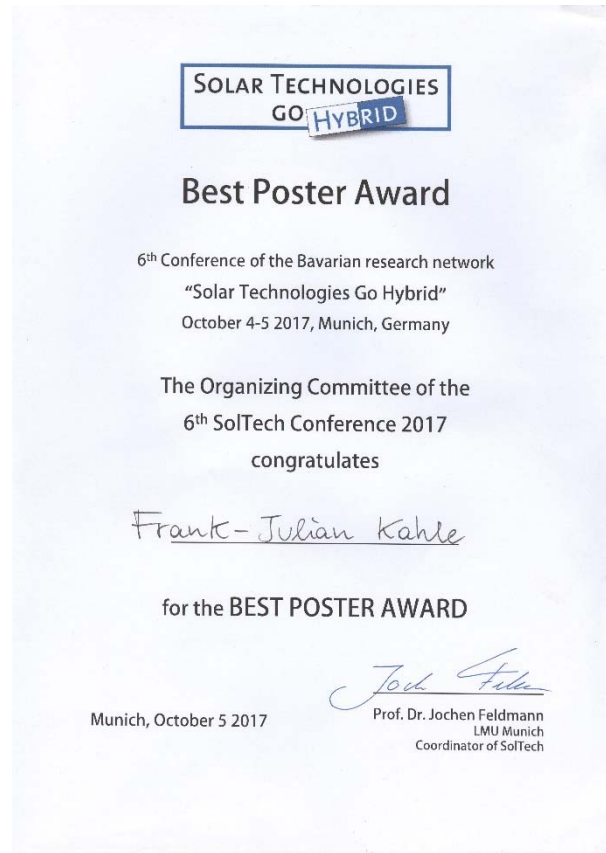 SOLAR TECHNOLOGIES
GO HYBRID
Best Poster Award
6th Conference of the Bavarian research network
“Solar Technologies Go Hybrid”
October 4-5 2017, Munich, Germany
The Organizing Committee of the
6th SolTech Conference 2017
congratulates
Frank-Julian Kahle
for the BEST POSTER AWARD
Munich, October 5 2017
Prof. Dr. Jochen Feldmann
LMU Munich
Coordinator of SolTech